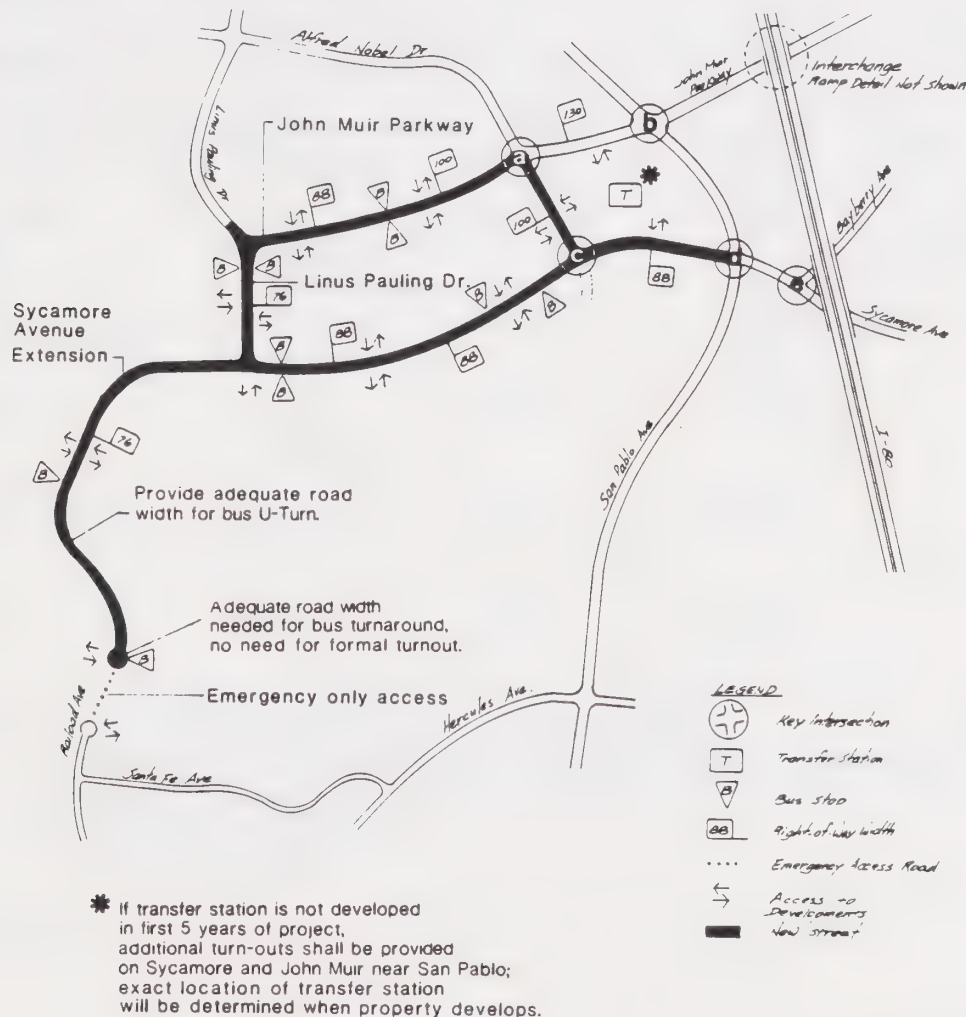 Alfred Nobel Dr
John Muir
Parkway
Interchange
Ramp Detail Not Shown
Linus Pauling Dr
John Muir Parkway
130
b
a
100
88
B
B
T
100
Bayberry Ave
c
d
e
B
B
Linus Pauling Dr.
76
88
B
B
Sycamore Ave
Sycamore
Avenue
Extension
B
88
88
B
I-80
San Pablo Ave
76
B
Provide adequate road
width for bus U-Turn.
Adequate road width
needed for bus turnaround,
no need for formal turnout.
B
Emergency only access
Railroad Ave
Hercules Ave.
Santa Fe Ave
LEGEND
Key intersection
T
Transfer Station
B
Bus Stop
88
Right-of-Way Width
Emergency Access Road
Access to
Developments
New street
✱ If transfer station is not developed
in first 5 years of project,
additional turn-outs shall be provided
on Sycamore and John Muir near San Pablo;
exact location of transfer station
will be determined when property develops.